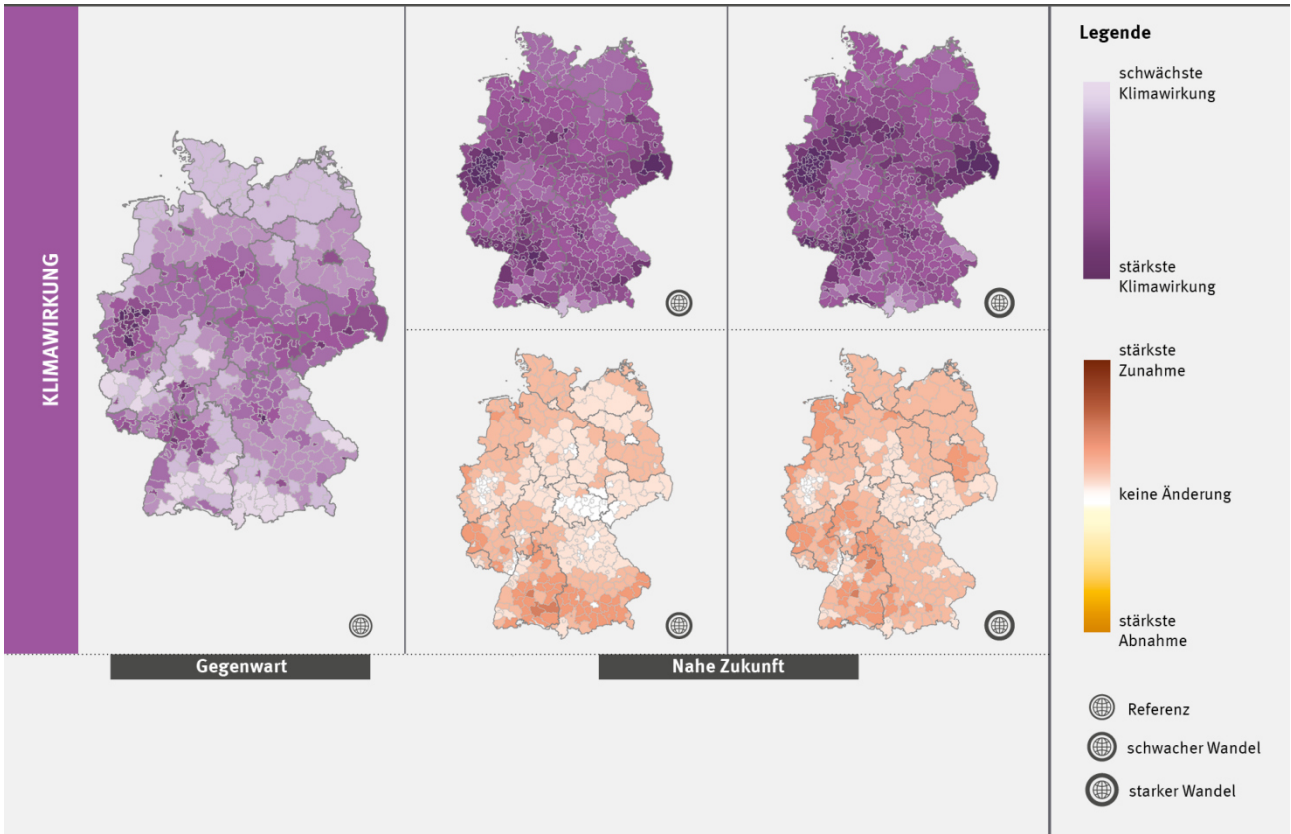 KLIMAWIRKUNG
Gegenwart
Nahe Zukunft
Legende
schwächste
Klimawirkung
stärkste
Klimawirkung
stärkste
Zunahme
keine Änderung
stärkste
Abnahme
Referenz
schwacher Wandel
starker Wandel